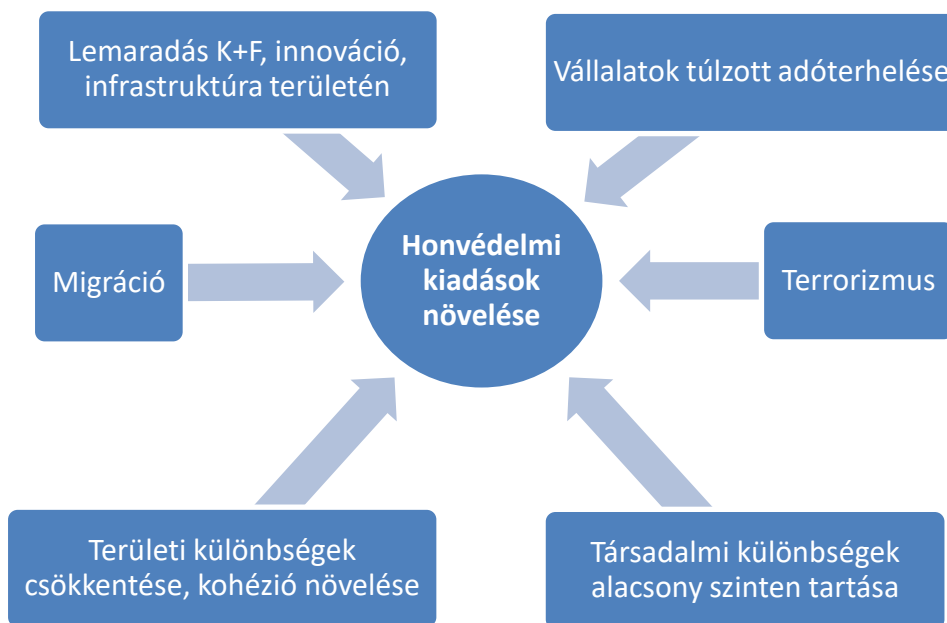 Lemaradás K+F, innováció,
infrastruktúra területén
Vállalatok túlzott adóterhelése
Migráció
Honvédelmi
kiadások
növelése
Terrorizmus
Területi különbségek
csökkentése, kohézió növelése
Társadalmi különbségek
alacsony szinten tartása